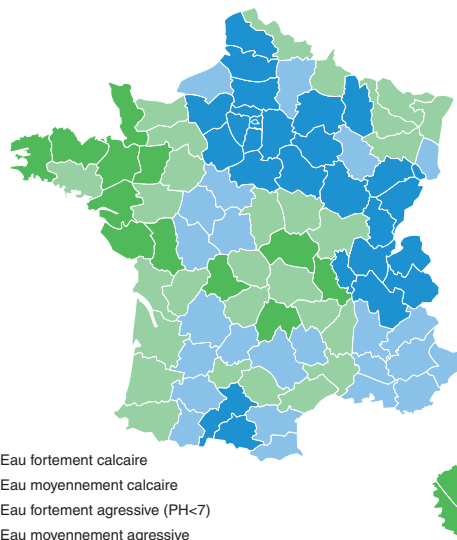 Eau fortement calcaire
Eau moyennement calcaire
Eau fortement agressive (PH<7)
Eau moyennement agressive